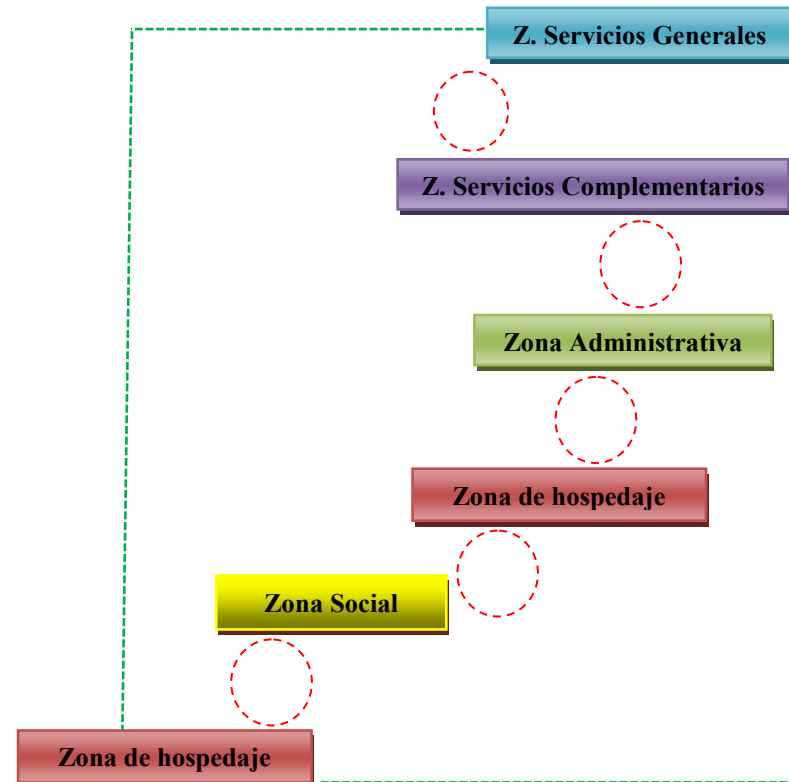 Z. Servicios Generales
Z. Servicios Complementarios
Zona Administrativa
Zona de hospedaje
Zona Social
Zona de hospedaje